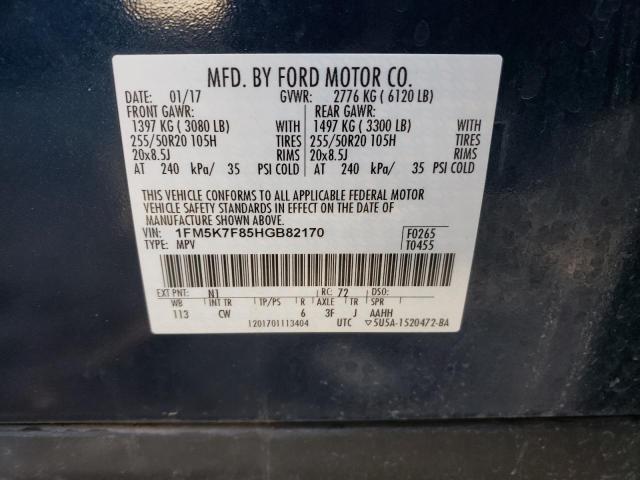 MFD. BY FORD MOTOR CO.
DATE: 01/17 GVWR: 2776 KG ( 6120 LB)
FRONT GAWR: REAR GAWR:
1397 KG ( 3080 LB) WITH 1497 KG ( 3300 LB) WITH
255/50R20 105H TIRES 255/50R20 105H TIRES
20x8.5J RIMS 20x8.5J RIMS
AT 240 kPa/ 35 PSI COLD AT 240 kPa/ 35 PSI COLD
THIS VEHICLE CONFORMS TO ALL APPLICABLE FEDERAL MOTOR
VEHICLE SAFETY STANDARDS IN EFFECT ON THE DATE OF
MANUFACTURE SHOWN ABOVE.
VIN: 1FM5K7F85HGB82170 F0265
TYPE: MPV T0455
EXT PNT: N1 RC: 72 DSO:
WB INT TR TP/PS R AXLE TR SPR
113 CW 6 3F J AAHH
1201701113404 UTC ▽5U5A-1520472-BA